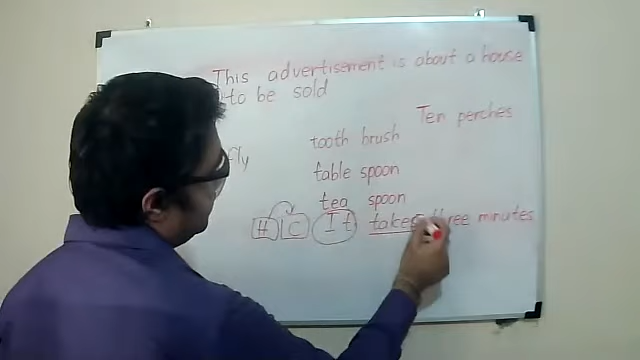 This advertisement is about a house
to be sold
Ten perches
tooth brush
fly
table spoon
tea spoon
H C It takes three minutes